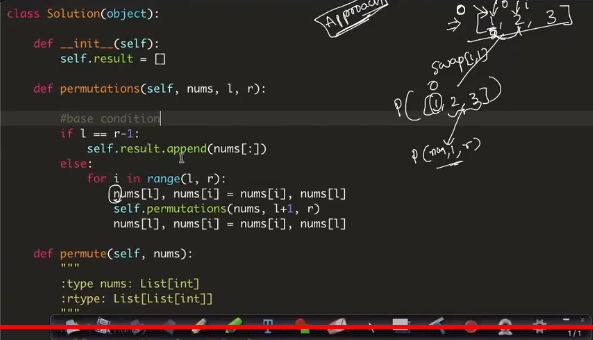 class Solution(object):
def __init__(self):
self.result = []
def permutations(self, nums, l, r):
#base condition
if l == r-1:
self.result.append(nums[:])
else:
for i in range(l, r):
nums[l], nums[i] = nums[i], nums[l]
self.permutations(nums, l+1, r)
nums[l], nums[i] = nums[i], nums[l]
def permute(self, nums):
"""
:type nums: List[int]
:rtype: List[List[int]]
"""
Approach
0
[1, 2, 3]
swap(i,l)
0
P([1, 2, 3])
P(nums, l, r)
1/1